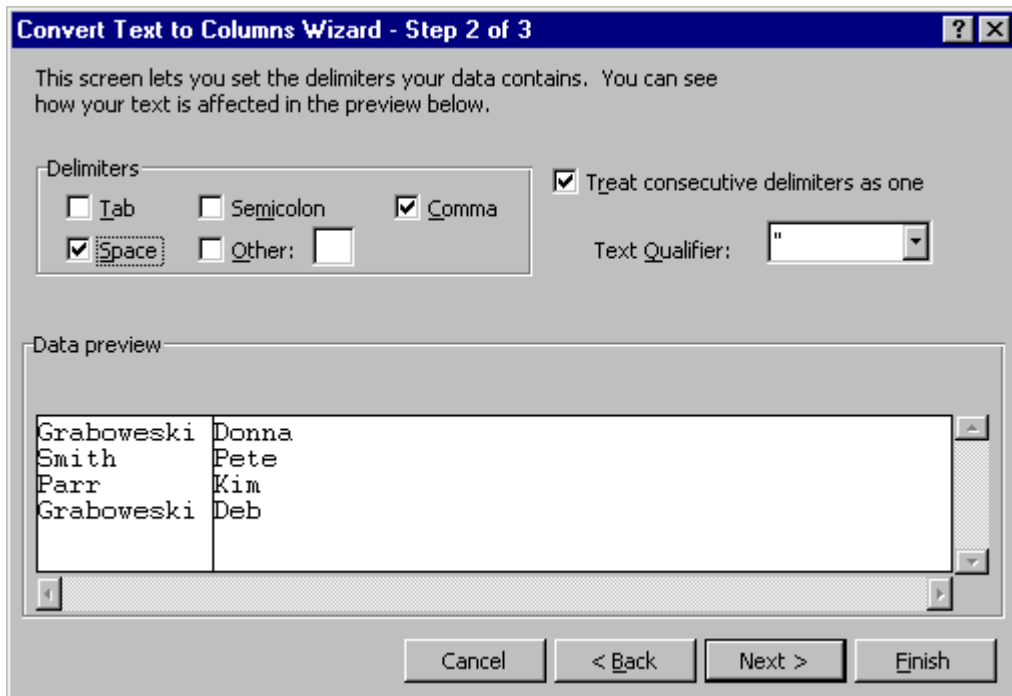 Convert Text to Columns Wizard - Step 2 of 3
This screen lets you set the delimiters your data contains.  You can see
how your text is affected in the preview below.
Delimiters
Treat consecutive delimiters as one
Tab
Semicolon
Comma
Space
Other:
Text Qualifier:
"
Data preview
Graboweski Donna
Smith Pete
Parr Kim
Graboweski Deb
Cancel
< Back
Next >
Finish